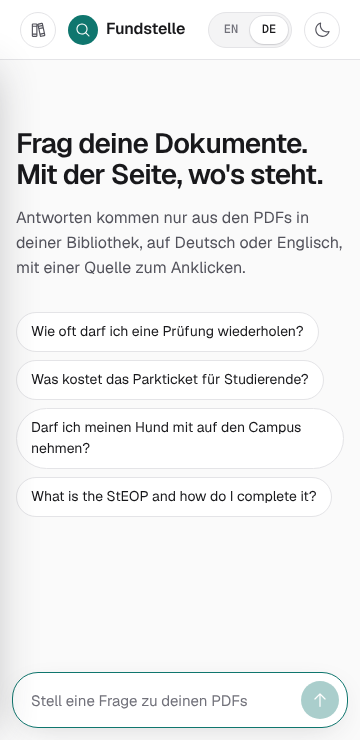 Fundstelle
EN
DE
Frag deine Dokumente.
Mit der Seite, wo's steht.
Antworten kommen nur aus den PDFs in
deiner Bibliothek, auf Deutsch oder Englisch,
mit einer Quelle zum Anklicken.
Wie oft darf ich eine Prüfung wiederholen?
Was kostet das Parkticket für Studierende?
Darf ich meinen Hund mit auf den Campus
nehmen?
What is the StEOP and how do I complete it?
Stell eine Frage zu deinen PDFs